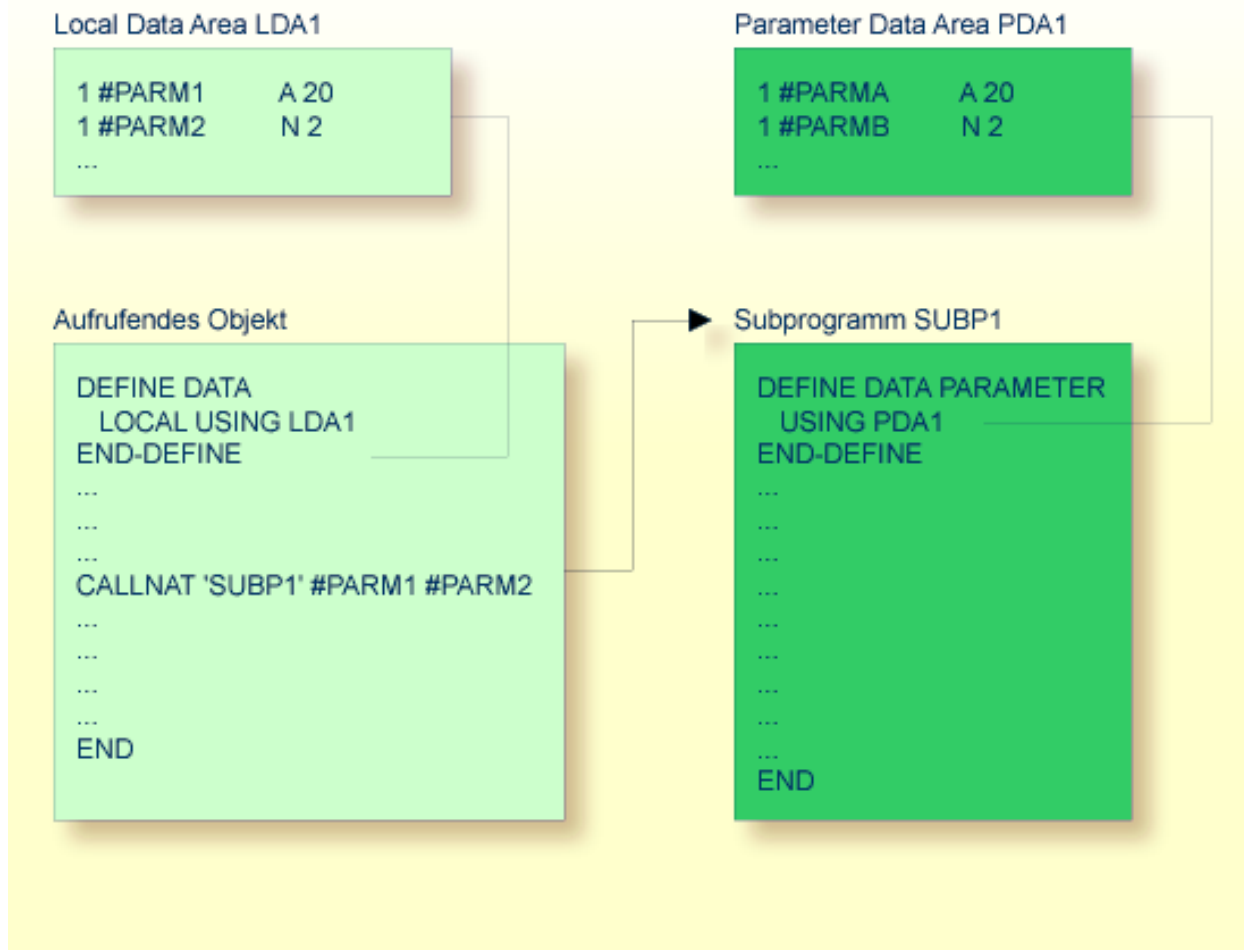 Local Data Area LDA1
1 #PARM1 A 20
1 #PARM2 N 2
...
Parameter Data Area PDA1
1 #PARMA A 20
1 #PARMB N 2
...
Aufrufendes Objekt
DEFINE DATA
LOCAL USING LDA1
END-DEFINE
...
...
...
CALLNAT 'SUBP1' #PARM1 #PARM2
...
...
...
...
END
Subprogramm SUBP1
DEFINE DATA PARAMETER
USING PDA1
END-DEFINE
...
...
...
...
...
...
...
...
...
END